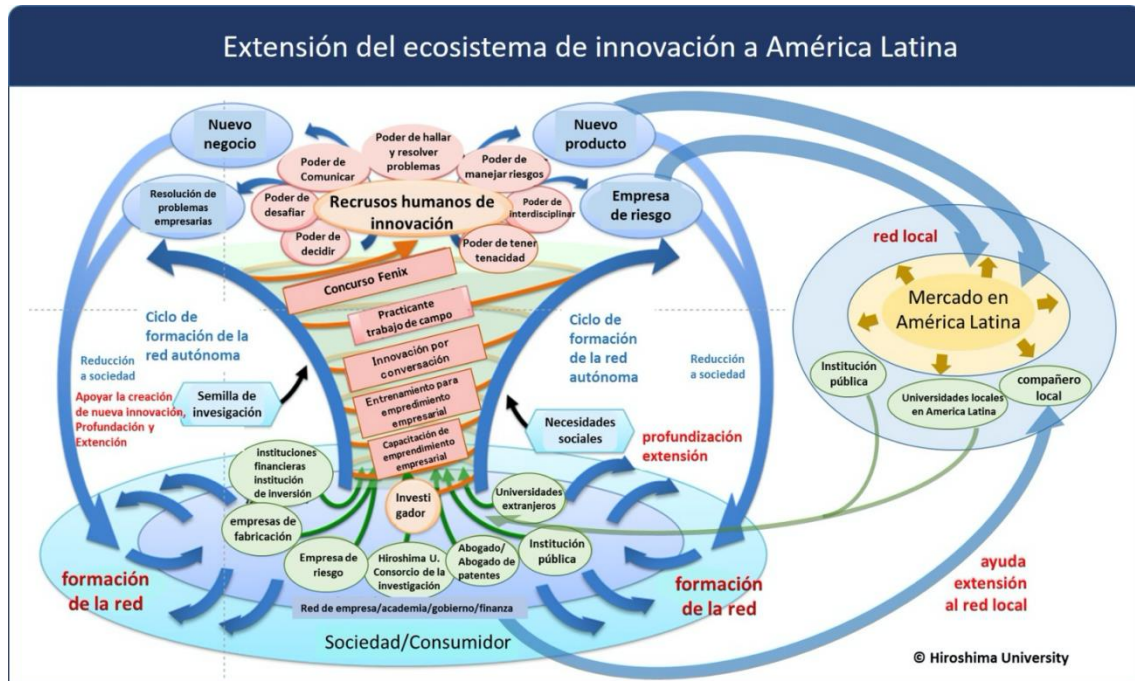 Extensión del ecosistema de innovación a América Latina
Nuevo
negocio
Poder de
Comunicar
Poder de hallar
y resolver
problemas
Poder de
manejar riesgos
Nuevo
producto
Resolución de
problemas
empresarias
Poder de
desafiar
Recrusos humanos de
innovación
Poder de
interdisciplinar
Empresa
de riesgo
Poder de
decidir
Poder de tener
tenacidad
Concurso Fenix
Practicante
trabajo de campo
Innovación por
conversación
Entrenamiento para
empredimiento
empresarial
Capacitación de
emprendimiento
empresarial
Investi
gador
Ciclo de
formación de la
red autónoma
Reducción
a sociedad
Apoyar la creación
de nueva innovación,
Profundación y
Extención
Semilla de
investigación
Ciclo de
formación
de la red
autónoma
Reducción
a sociedad
Necesidades
sociales
profundización
extensión
instituciones
financieras
institución
de inversión
empresas de
fabricación
Empresa de
riesgo
Hiroshima U.
Consorcio de la
investigación
Abogado/
Abogado de
patentes
Institución
pública
Universidades
extranjeros
formación
de la red
formación
de la red
Red de empresa/academia/gobierno/finanza
Sociedad/Consumidor
red local
Mercado en
América Latina
Institución
pública
Universidades locales
en America Latina
compañero
local
ayuda
extensión
al red local
© Hiroshima University